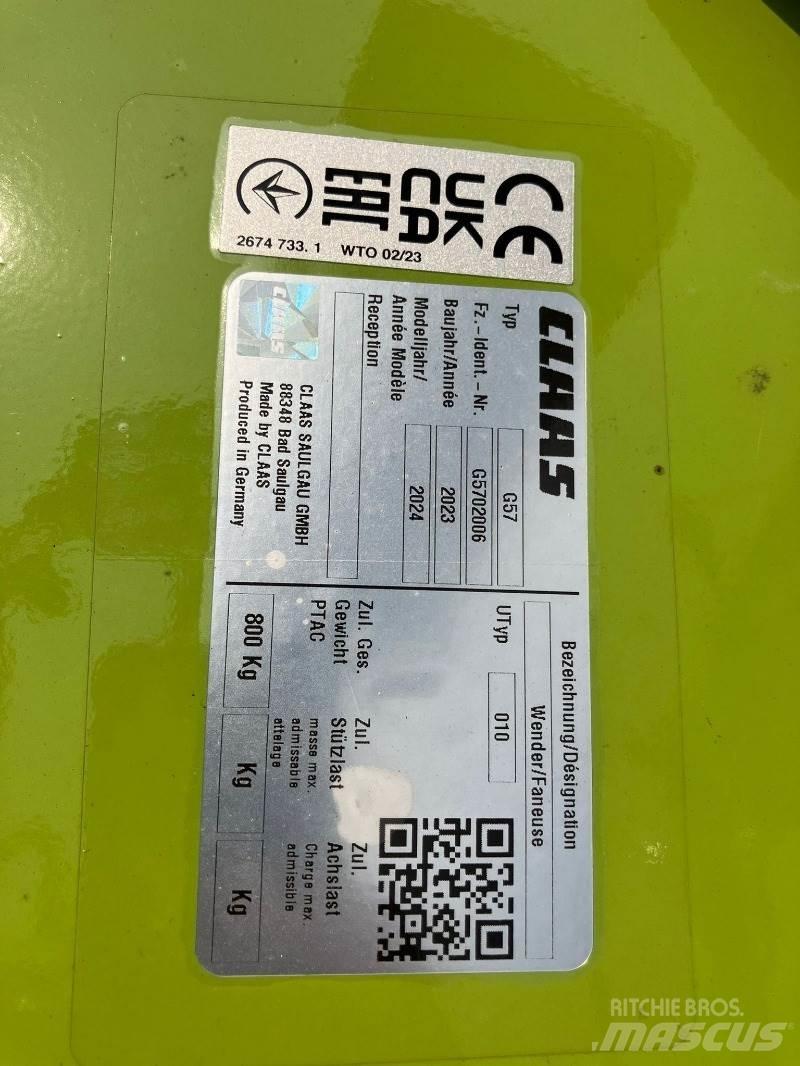 CE
UK
CA
EAC
2674 733. 1 WTO 02/23
CLAAS
Typ G57
Fz.-Ident.-Nr. G5702006
Baujahr/Année 2023
Modelljahr/
Année Modèle 2024
Reception
CLAAS
CLAAS SAULGAU GMBH
88348 Bad Saulgau
Made by CLAAS
Produced in Germany
Bezeichnung/Désignation
Wender/Faneuse
UTyp 010
Zul. Ges.
Gewicht
PTAC
800 Kg
Zul.
Stützlast
masse max.
admissable
attelage
Kg
Zul.
Achslast
Charge max.
admissible
Kg
RITCHIE BROS.
MASCUS